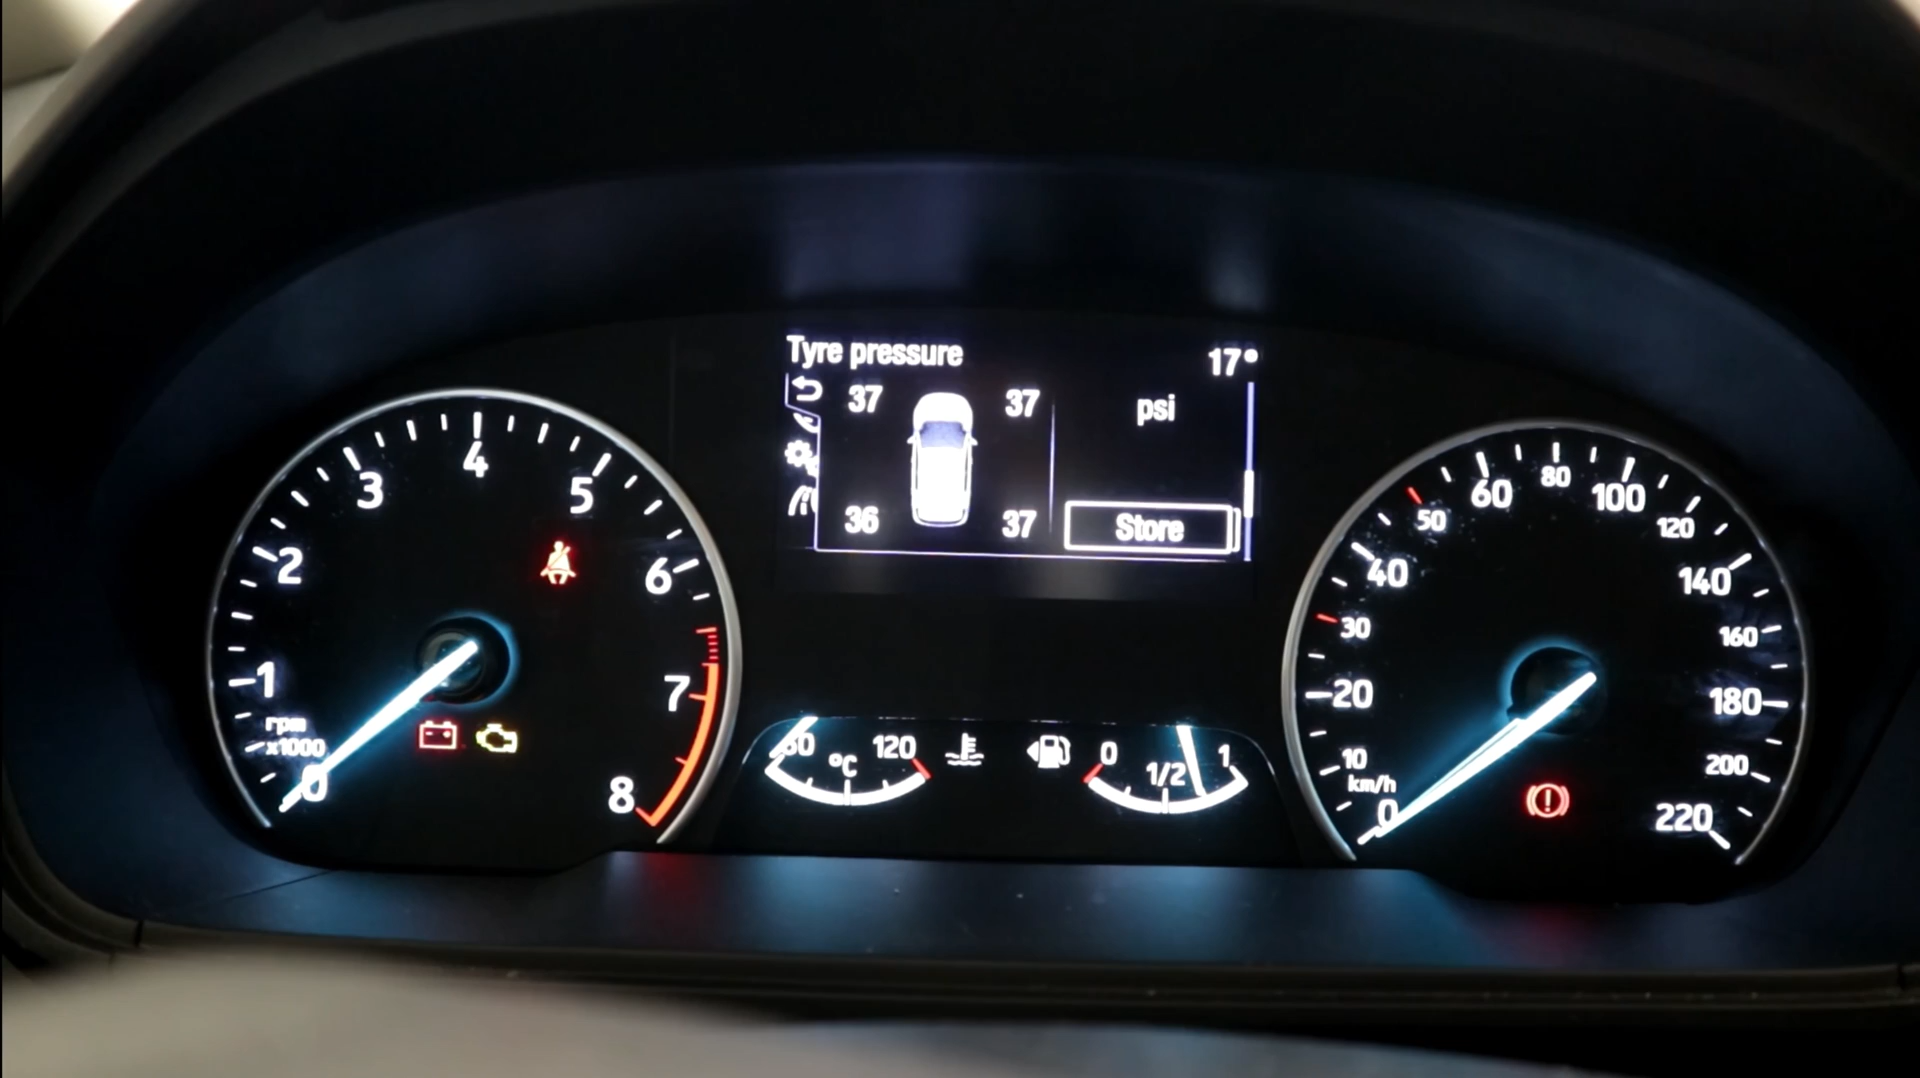 Tyre pressure 17°
37 37 psi
36 37 Store
0 1 2 3 4 5 6 7 8
rpm
x1000
60 120
°C
0 1/2 1
0 10 20 30 40 50 60 80 100 120 140 160 180 200 220
km/h